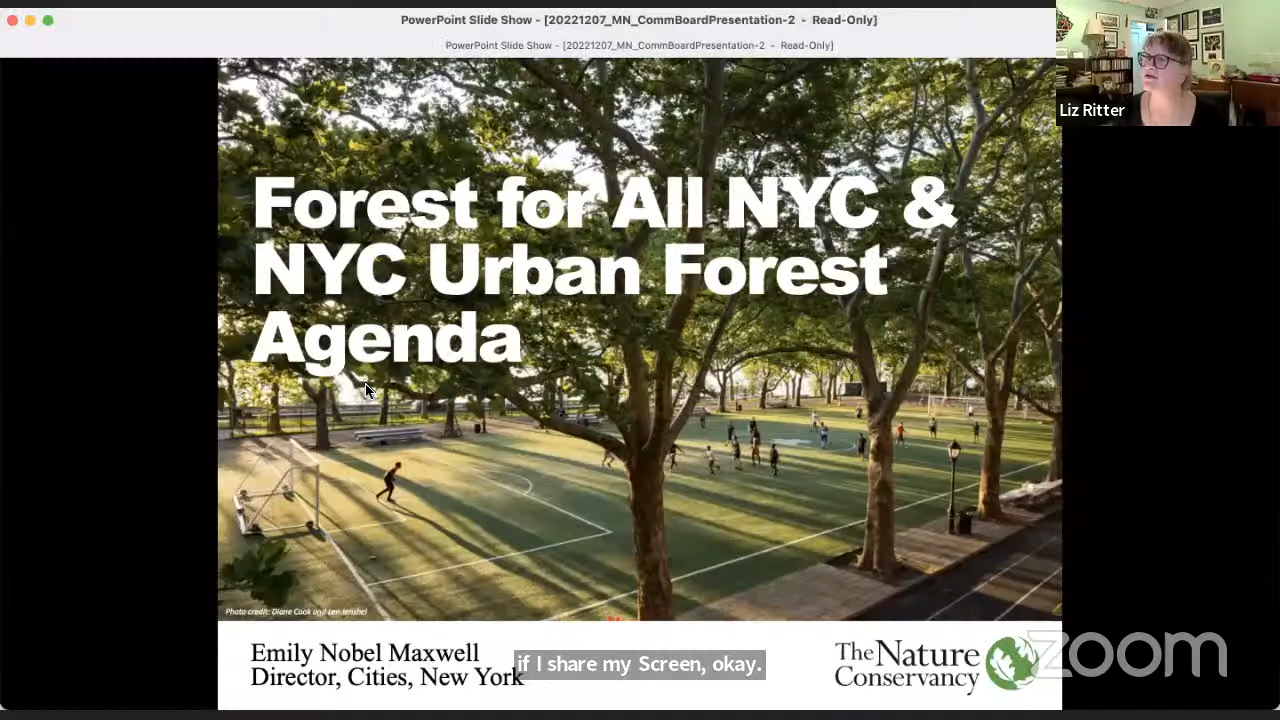 PowerPoint Slide Show - [20221207_MN_CommBoardPresentation-2 - Read-Only]
PowerPoint Slide Show - [20221207_MN_CommBoardPresentation-2 - Read-Only]
Liz Ritter
Forest for All NYC &
NYC Urban Forest
Agenda
Photo credit: Diane Cook and Len Jenshel
Emily Nobel Maxwell
Director, Cities, New York
if I share my Screen, okay.
The Nature
Conservancy
zoom